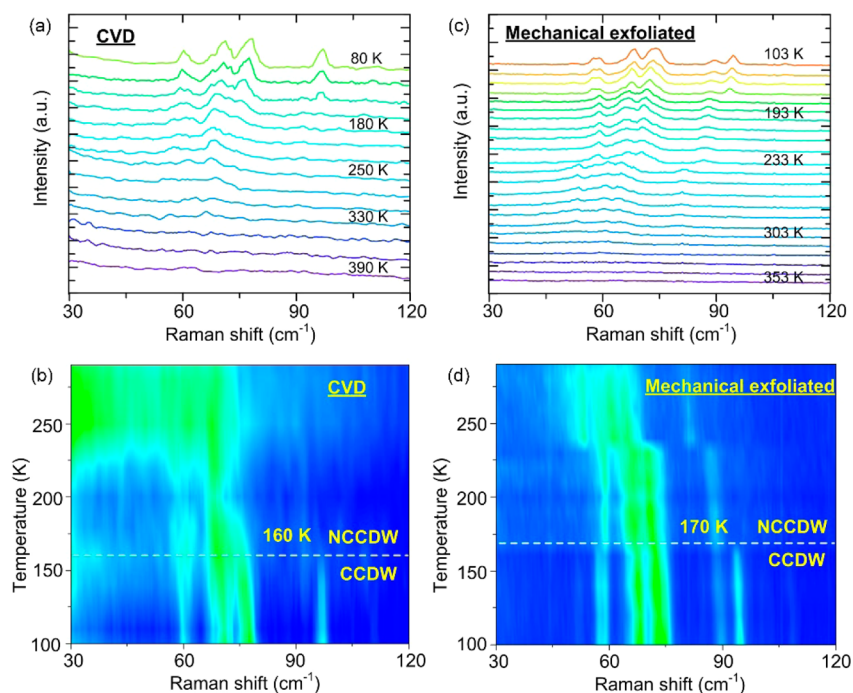 (a)
CVD
80 K
180 K
250 K
330 K
390 K
Intensity (a.u.)
30 60 90 120
Raman shift (cm⁻¹)
(c)
Mechanical exfoliated
103 K
193 K
233 K
303 K
353 K
Intensity (a.u.)
30 60 90 120
Raman shift (cm⁻¹)
(b)
CVD
250
200
150
100
Temperature (K)
160 K
NCCDW
CCDW
30 60 90 120
Raman shift (cm⁻¹)
(d)
Mechanical exfoliated
250
200
150
100
Temperature (K)
170 K
NCCDW
CCDW
30 60 90 120
Raman shift (cm⁻¹)